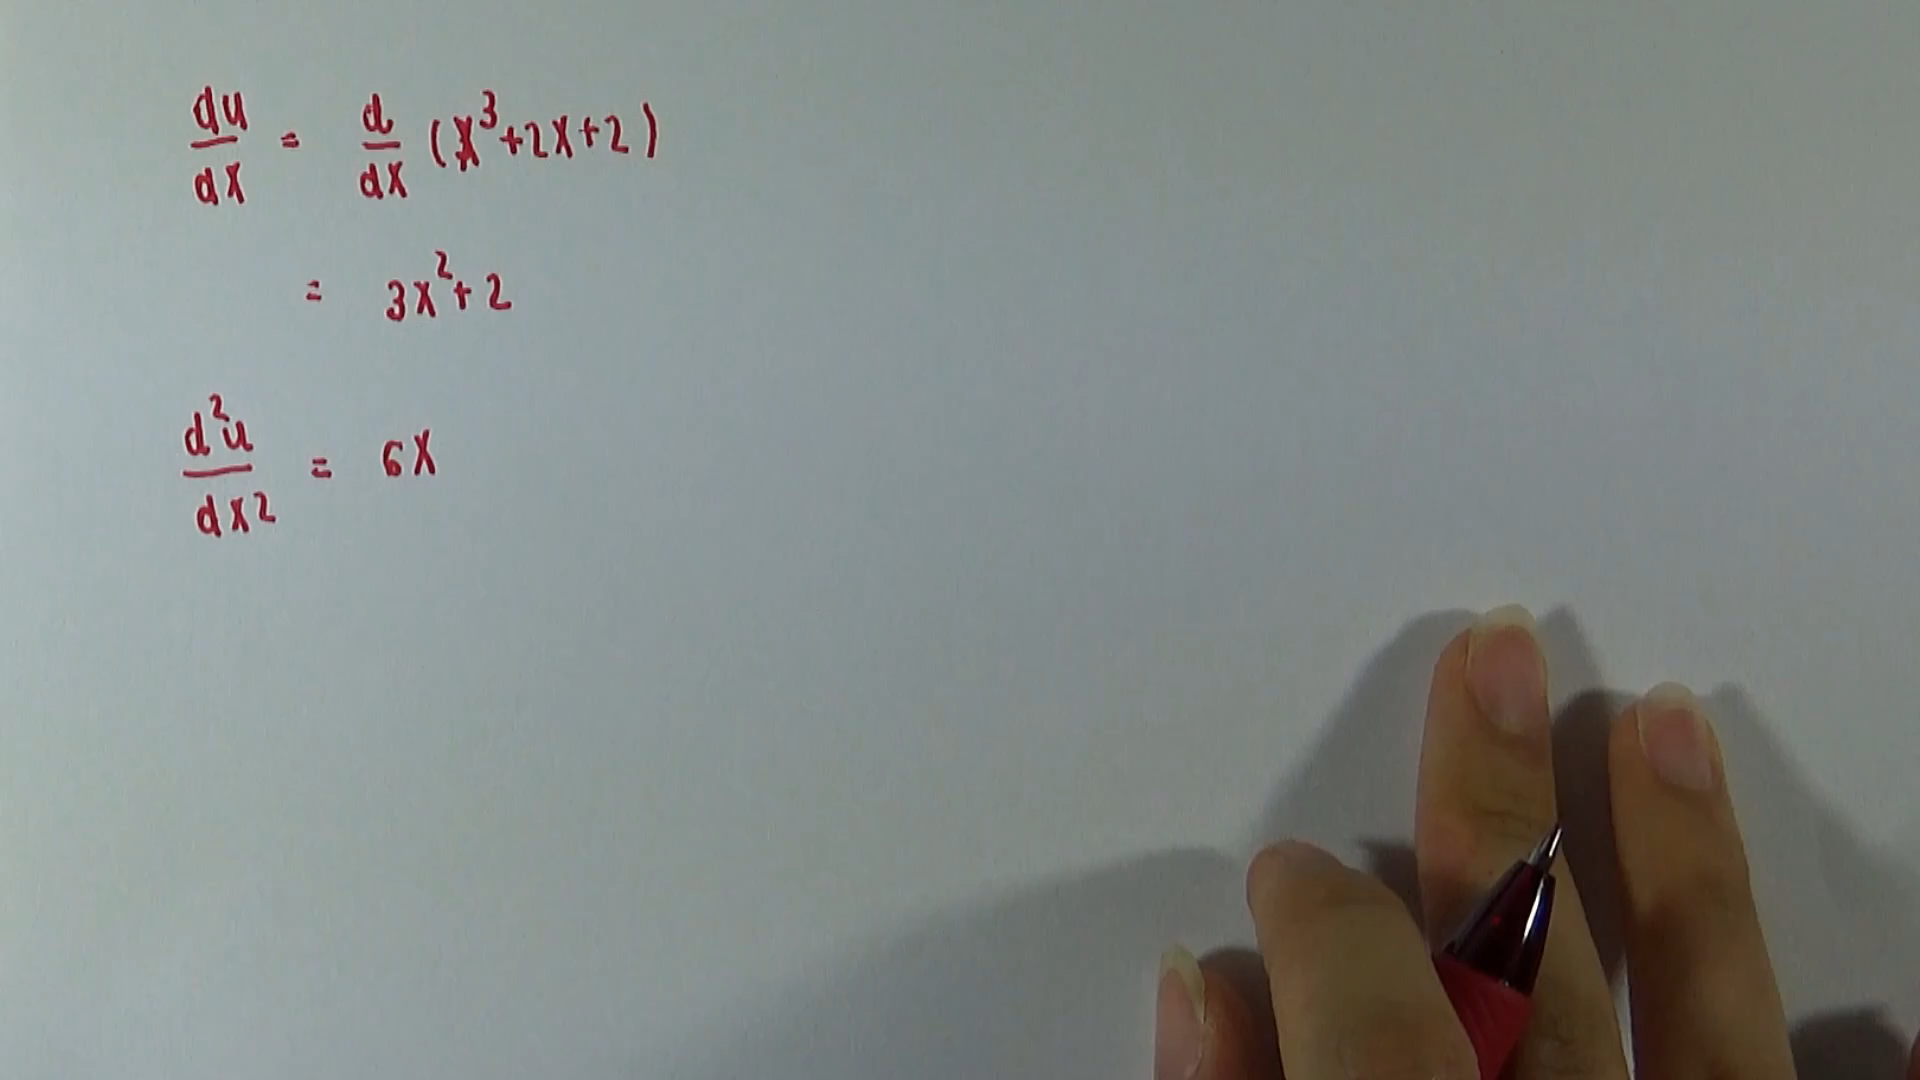 du/dx = d/dx (x³+2x+2)
= 3x²+2
d²u/dx2 = 6x